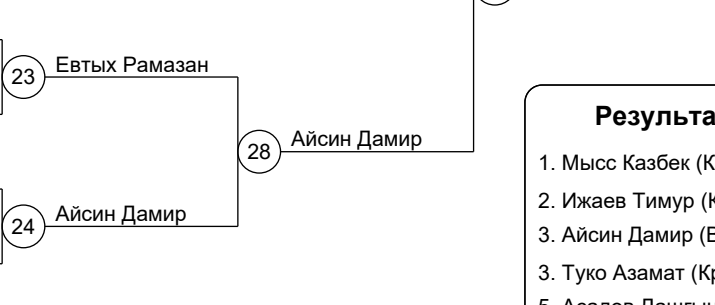 23
Евтых Рамазан
28
Айсин Дамир
24
Айсин Дамир
Результа
1. Мысс Казбек (К
2. Ижаев Тимур (К
3. Айсин Дамир (
3. Туко Азамат (Кр